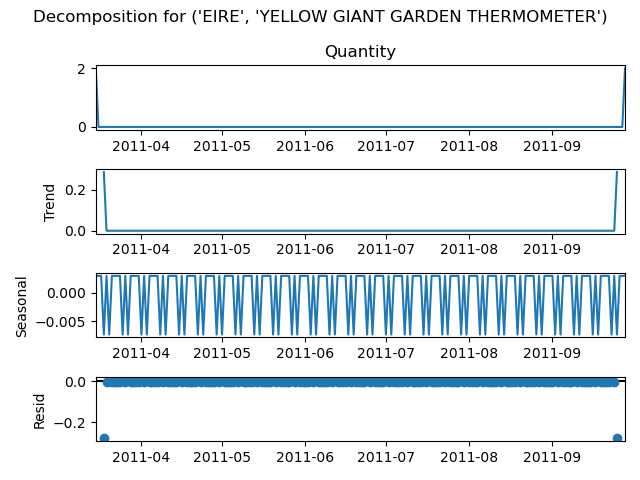 Decomposition for ('EIRE', 'YELLOW GIANT GARDEN THERMOMETER')
Quantity
2
0
2011-04 2011-05 2011-06 2011-07 2011-08 2011-09
Trend
0.2
0.0
2011-04 2011-05 2011-06 2011-07 2011-08 2011-09
Seasonal
0.000
−0.005
2011-04 2011-05 2011-06 2011-07 2011-08 2011-09
Resid
0.0
−0.2
2011-04 2011-05 2011-06 2011-07 2011-08 2011-09